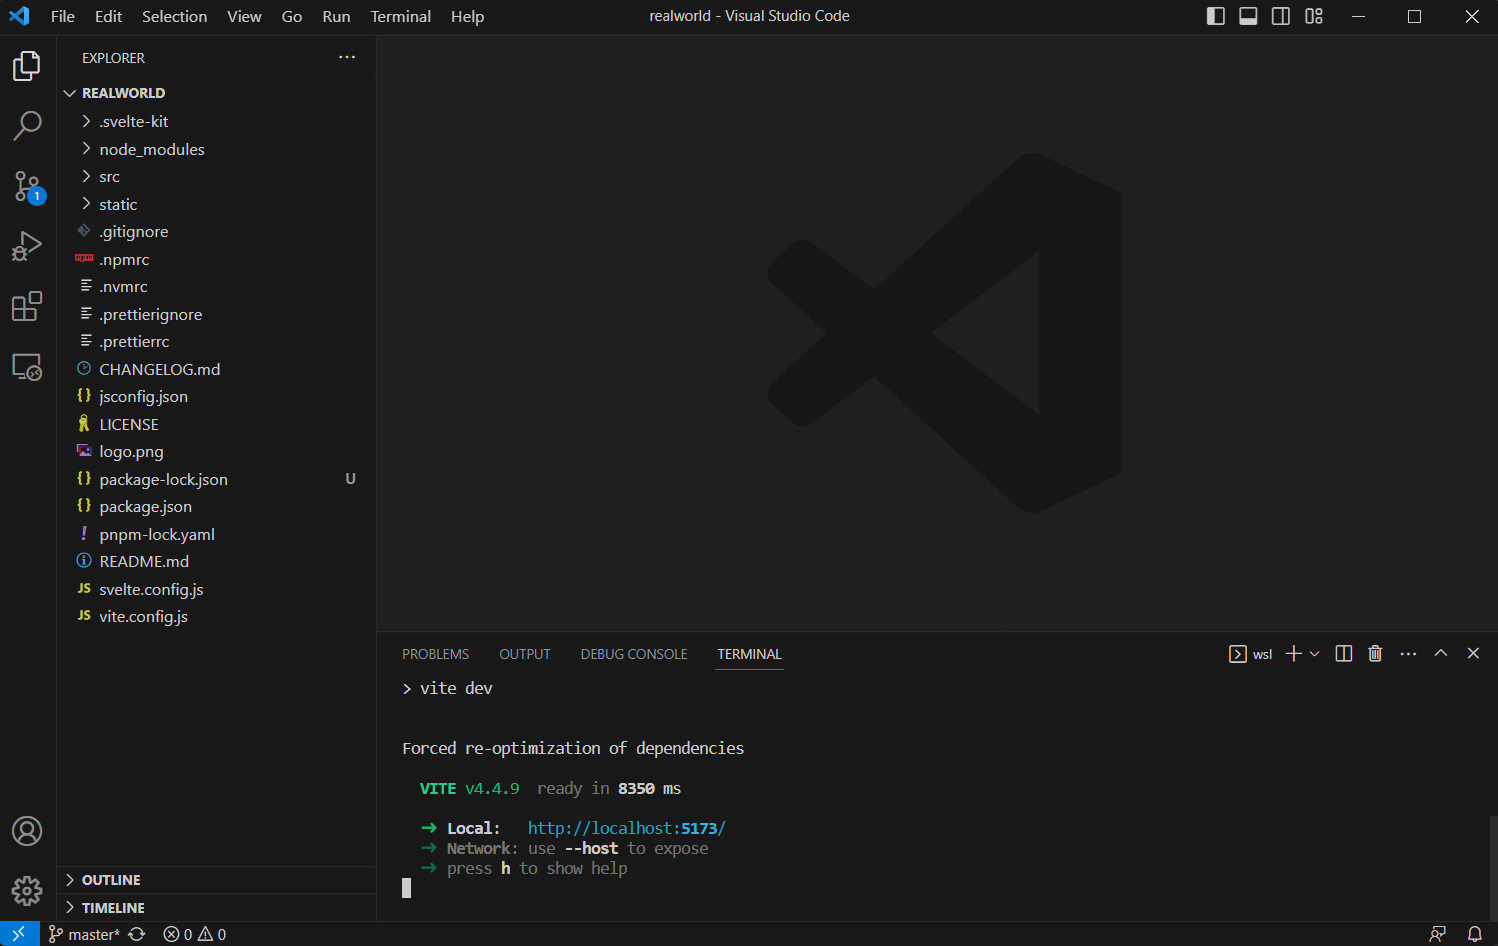 File Edit Selection View Go Run Terminal Help
realworld - Visual Studio Code
EXPLORER
REALWORLD
.svelte-kit
node_modules
src
static
.gitignore
npm .npmrc
.nvmrc
.prettierignore
.prettierrc
CHANGELOG.md
{} jsconfig.json
LICENSE
logo.png
{} package-lock.json U
{} package.json
! pnpm-lock.yaml
README.md
JS svelte.config.js
JS vite.config.js
OUTLINE
TIMELINE
1
PROBLEMS OUTPUT DEBUG CONSOLE TERMINAL
wsl
> vite dev
Forced re-optimization of dependencies
VITE v4.4.9 ready in 8350 ms
➜ Local: http://localhost:5173/
➜ Network: use --host to expose
➜ press h to show help
master* 0 0